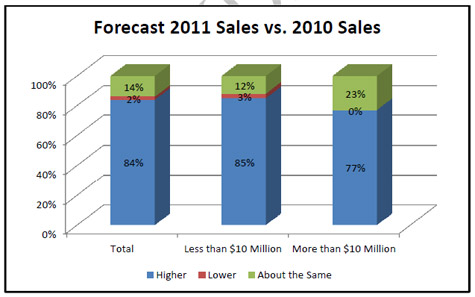 Forecast 2011 Sales vs. 2010 Sales
100%
80%
60%
40%
20%
0%
14%
2%
84%
12%
3%
85%
23%
0%
77%
Total
Less than $10 Million
More than $10 Million
Higher
Lower
About the Same